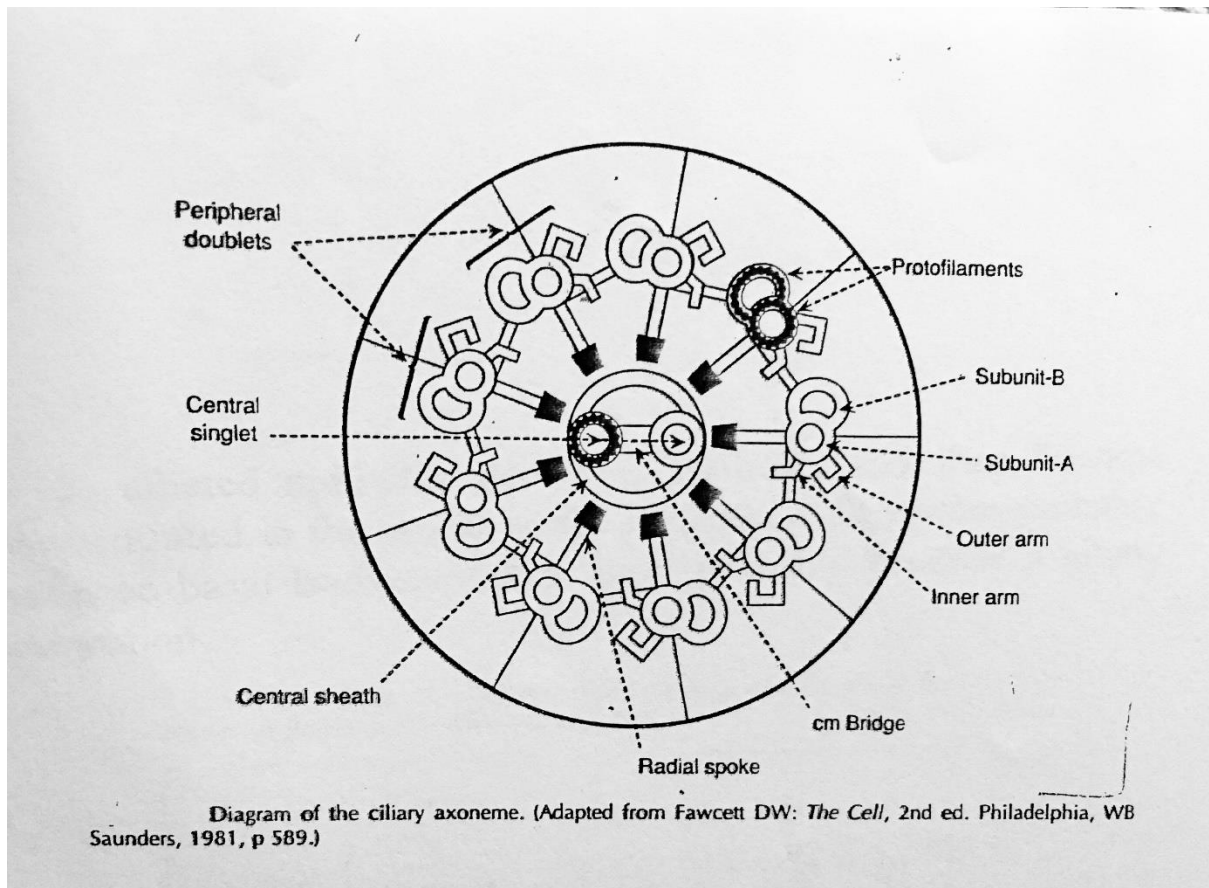 Peripheral
doublets
Protofilaments
Subunit-B
Central
singlet
Subunit-A
Outer arm
Inner arm
Central sheath
cm Bridge
Radial spoke
Diagram of the ciliary axoneme. (Adapted from Fawcett DW: The Cell, 2nd ed. Philadelphia, WB
Saunders, 1981, p 589.)